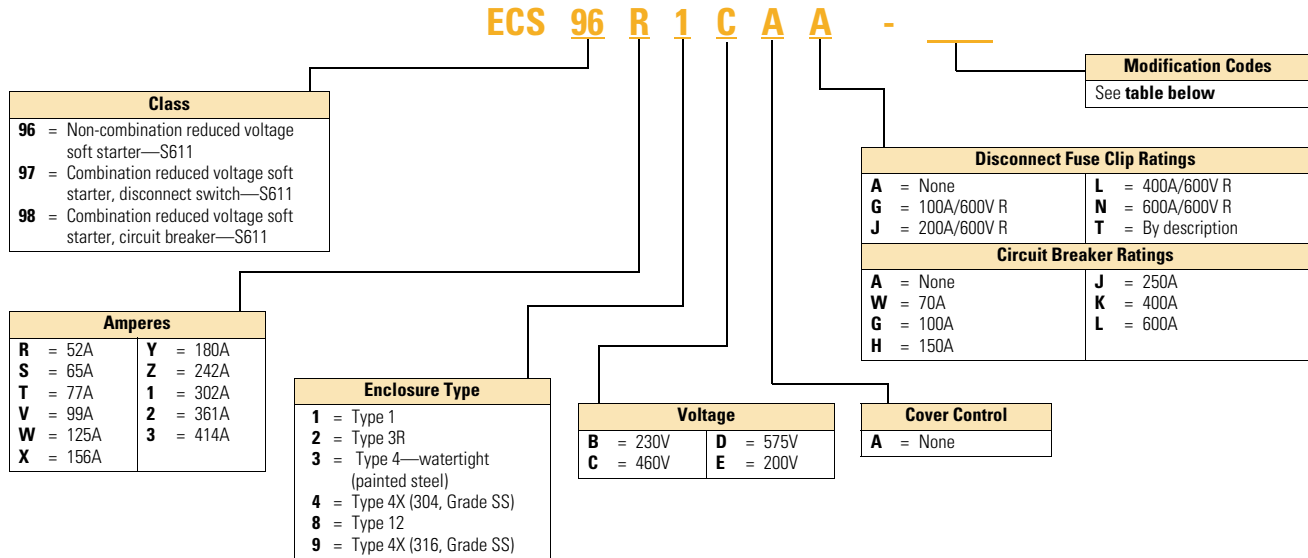 ECS 96 R 1 C A A -
Modification Codes
See table below
Class
96 = Non-combination reduced voltage
soft starter—S611
97 = Combination reduced voltage soft
starter, disconnect switch—S611
98 = Combination reduced voltage soft
starter, circuit breaker—S611
Disconnect Fuse Clip Ratings
A = None
G = 100A/600V R
J = 200A/600V R
L = 400A/600V R
N = 600A/600V R
T = By description
Circuit Breaker Ratings
A = None
W = 70A
G = 100A
H = 150A
J = 250A
K = 400A
L = 600A
Amperes
R = 52A
S = 65A
T = 77A
V = 99A
W = 125A
X = 156A
Y = 180A
Z = 242A
1 = 302A
2 = 361A
3 = 414A
Enclosure Type
1 = Type 1
2 = Type 3R
3 = Type 4—watertight
(painted steel)
4 = Type 4X (304, Grade SS)
8 = Type 12
9 = Type 4X (316, Grade SS)
Voltage
B = 230V
C = 460V
D = 575V
E = 200V
Cover Control
A = None